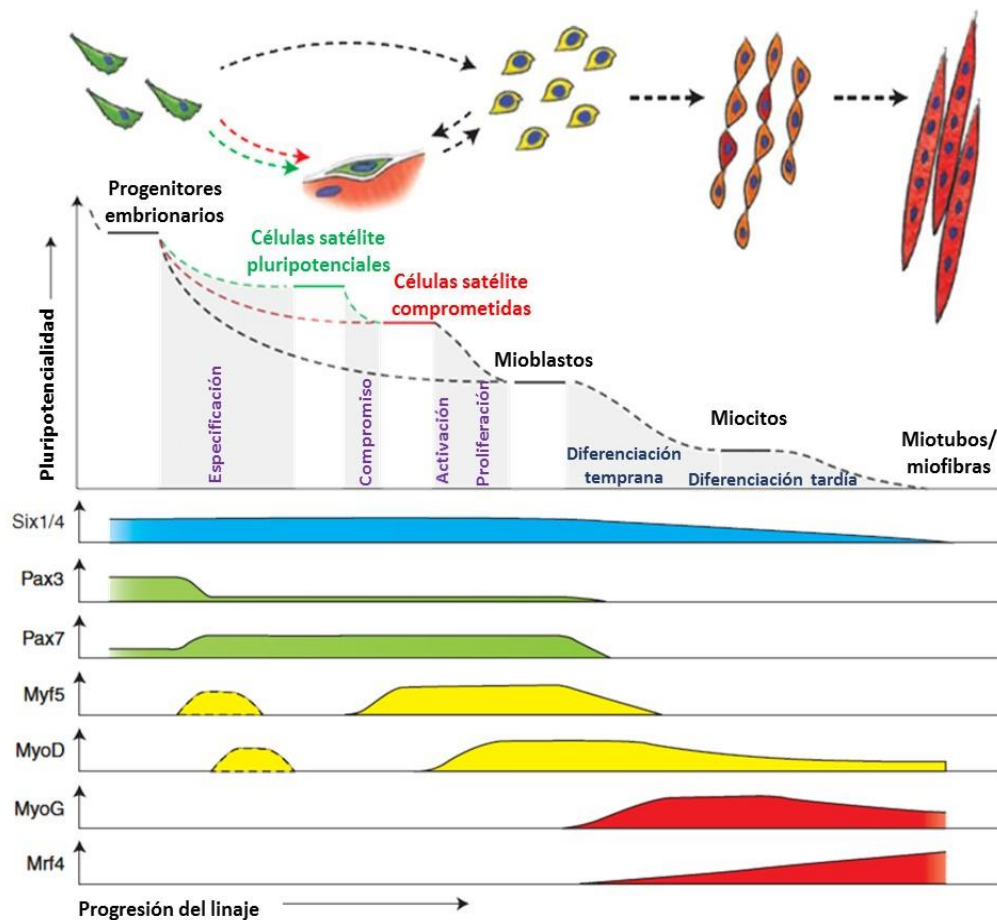 Progenitores
embrionarios
Células satélite
pluripotenciales
Células satélite
comprometidas
Mioblastos
Miocitos
Miotubos/
miofibras
Pluripotencialidad
Especificación
Compromiso
Activación
Proliferación
Diferenciación
temprana
Diferenciación tardía
Six1/4
Pax3
Pax7
Myf5
MyoD
MyoG
Mrf4
Progresión del linaje